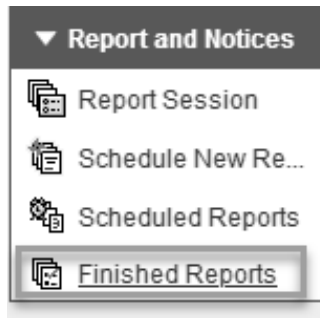 Report and Notices
Report Session
Schedule New Re...
Scheduled Reports
Finished Reports